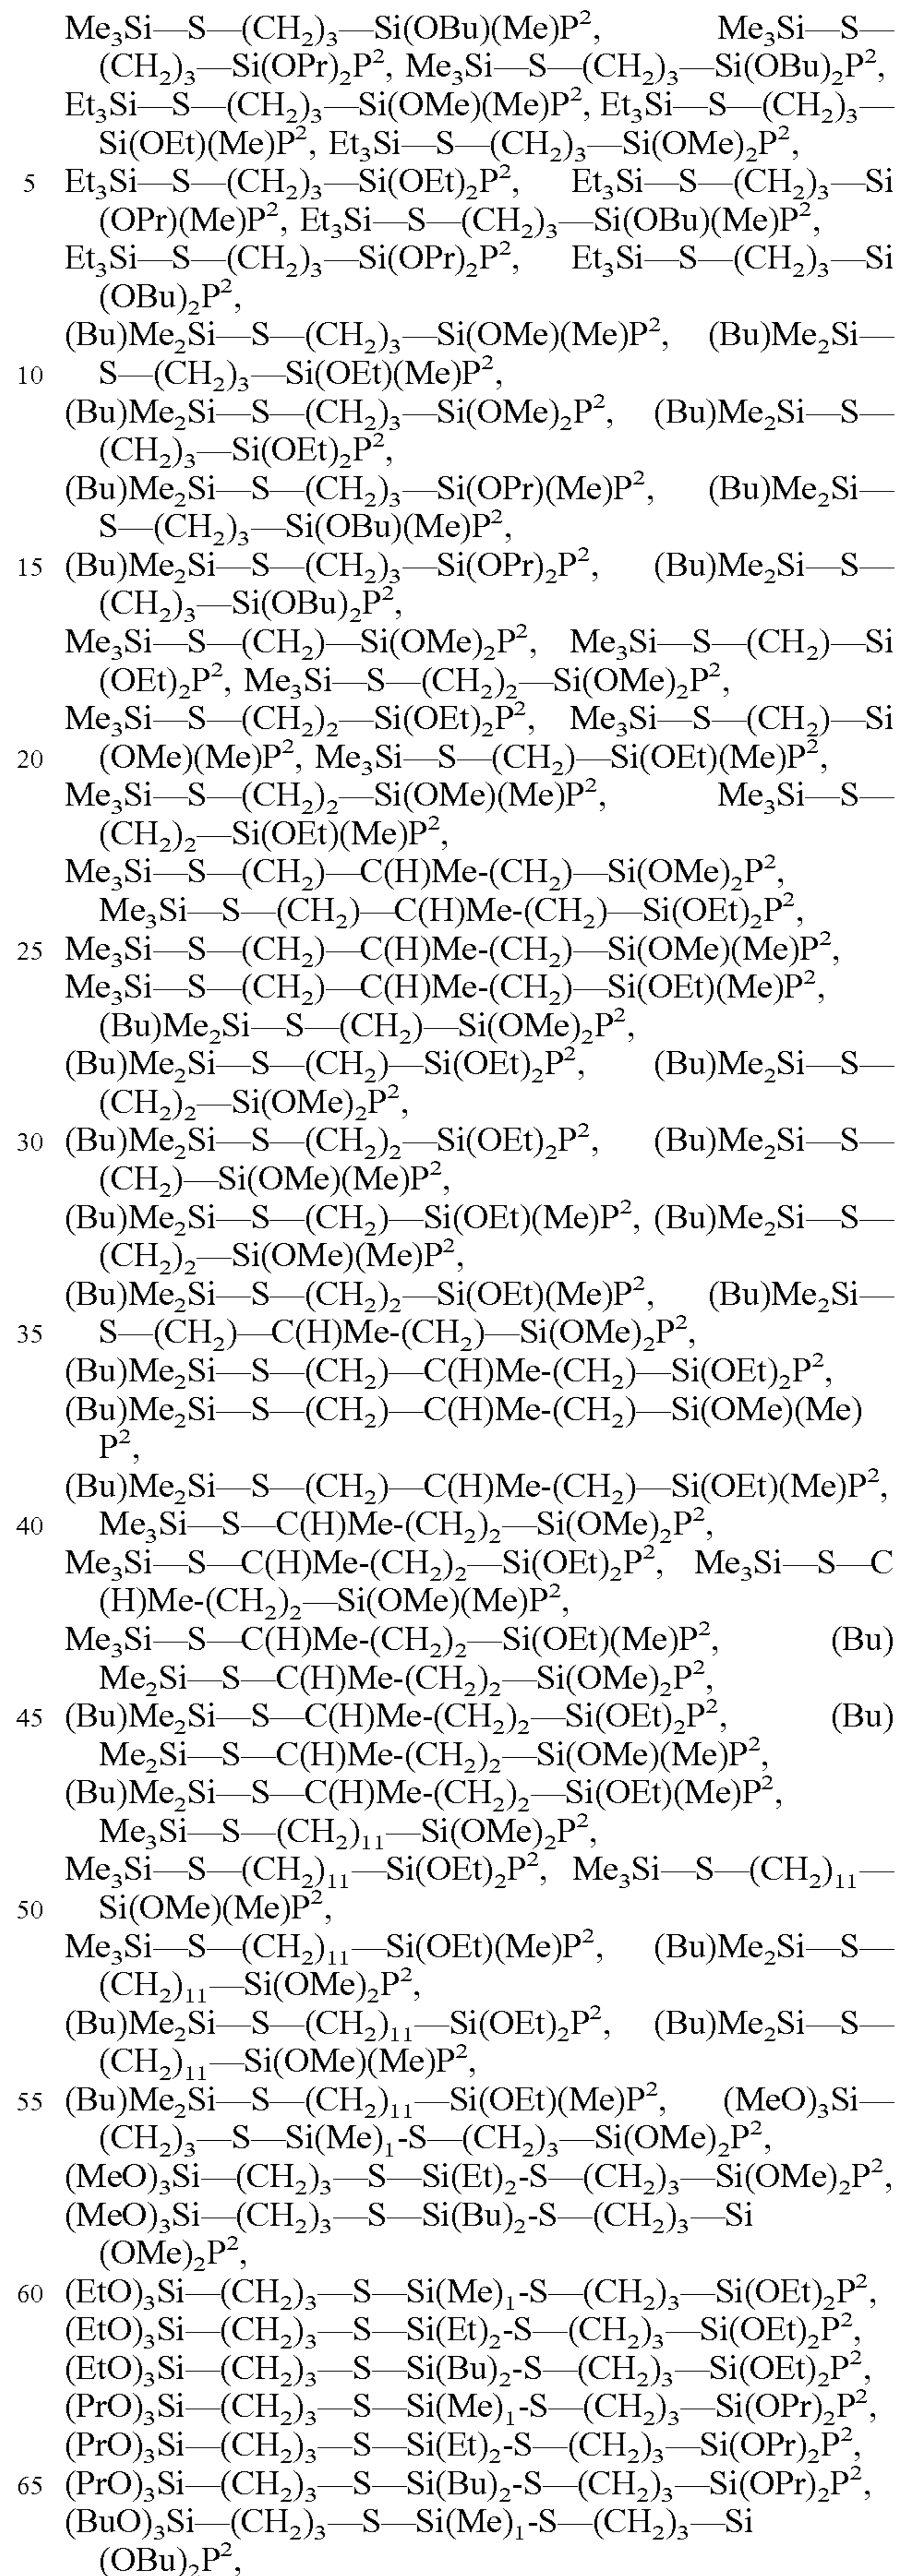 Me₃Si—S—(CH₂)₃—Si(OBu)(Me)P², Me₃Si—S—
(CH₂)₃—Si(OPr)₂P², Me₃Si—S—(CH₂)₃—Si(OBu)₂P²,
Et₃Si—S—(CH₂)₃—Si(OMe)(Me)P², Et₃Si—S—(CH₂)₃—
Si(OEt)(Me)P², Et₃Si—S—(CH₂)₃—Si(OMe)₂P²,
5 Et₃Si—S—(CH₂)₃—Si(OEt)₂P², Et₃Si—S—(CH₂)₃—Si
(OPr)(Me)P², Et₃Si—S—(CH₂)₃—Si(OBu)(Me)P²,
Et₃Si—S—(CH₂)₃—Si(OPr)₂P², Et₃Si—S—(CH₂)₃—Si
(OBu)₂P²,
(Bu)Me₂Si—S—(CH₂)₃—Si(OMe)(Me)P², (Bu)Me₂Si—
10 S—(CH₂)₃—Si(OEt)(Me)P²,
(Bu)Me₂Si—S—(CH₂)₃—Si(OMe)₂P², (Bu)Me₂Si—S—
(CH₂)₃—Si(OEt)₂P²,
(Bu)Me₂Si—S—(CH₂)₃—Si(OPr)(Me)P², (Bu)Me₂Si—
S—(CH₂)₃—Si(OBu)(Me)P²,
15 (Bu)Me₂Si—S—(CH₂)₃—Si(OPr)₂P², (Bu)Me₂Si—S—
(CH₂)₃—Si(OBu)₂P²,
Me₃Si—S—(CH₂)—Si(OMe)₂P², Me₃Si—S—(CH₂)—Si
(OEt)₂P², Me₃Si—S—(CH₂)₂—Si(OMe)₂P²,
Me₃Si—S—(CH₂)₂—Si(OEt)₂P², Me₃Si—S—(CH₂)—Si
20 (OMe)(Me)P², Me₃Si—S—(CH₂)—Si(OEt)(Me)P²,
Me₃Si—S—(CH₂)₂—Si(OMe)(Me)P², Me₃Si—S—
(CH₂)₂—Si(OEt)(Me)P²,
Me₃Si—S—(CH₂)—C(H)Me-(CH₂)—Si(OMe)₂P²,
Me₃Si—S—(CH₂)—C(H)Me-(CH₂)—Si(OEt)₂P²,
25 Me₃Si—S—(CH₂)—C(H)Me-(CH₂)—Si(OMe)(Me)P²,
Me₃Si—S—(CH₂)—C(H)Me-(CH₂)—Si(OEt)(Me)P²,
(Bu)Me₂Si—S—(CH₂)—Si(OMe)₂P²,
(Bu)Me₂Si—S—(CH₂)—Si(OEt)₂P², (Bu)Me₂Si—S—
(CH₂)₂—Si(OMe)₂P²,
30 (Bu)Me₂Si—S—(CH₂)₂—Si(OEt)₂P², (Bu)Me₂Si—S—
(CH₂)—Si(OMe)(Me)P²,
(Bu)Me₂Si—S—(CH₂)—Si(OEt)(Me)P², (Bu)Me₂Si—S—
(CH₂)₂—Si(OMe)(Me)P²,
(Bu)Me₂Si—S—(CH₂)₂—Si(OEt)(Me)P², (Bu)Me₂Si—
35 S—(CH₂)—C(H)Me-(CH₂)—Si(OMe)₂P²,
(Bu)Me₂Si—S—(CH₂)—C(H)Me-(CH₂)—Si(OEt)₂P²,
(Bu)Me₂Si—S—(CH₂)—C(H)Me-(CH₂)—Si(OMe)(Me)
P²,
(Bu)Me₂Si—S—(CH₂)—C(H)Me-(CH₂)—Si(OEt)(Me)P²,
40 Me₃Si—S—C(H)Me-(CH₂)₂—Si(OMe)₂P²,
Me₃Si—S—C(H)Me-(CH₂)₂—Si(OEt)₂P², Me₃Si—S—C
(H)Me-(CH₂)₂—Si(OMe)(Me)P²,
Me₃Si—S—C(H)Me-(CH₂)₂—Si(OEt)(Me)P², (Bu)
Me₂Si—S—C(H)Me-(CH₂)₂—Si(OMe)₂P²,
45 (Bu)Me₂Si—S—C(H)Me-(CH₂)₂—Si(OEt)₂P², (Bu)
Me₂Si—S—C(H)Me-(CH₂)₂—Si(OMe)(Me)P²,
(Bu)Me₂Si—S—C(H)Me-(CH₂)₂—Si(OEt)(Me)P²,
Me₃Si—S—(CH₂)₁₁—Si(OMe)₂P²,
Me₃Si—S—(CH₂)₁₁—Si(OEt)₂P², Me₃Si—S—(CH₂)₁₁—
50 Si(OMe)(Me)P²,
Me₃Si—S—(CH₂)₁₁—Si(OEt)(Me)P², (Bu)Me₂Si—S—
(CH₂)₁₁—Si(OMe)₂P²,
(Bu)Me₂Si—S—(CH₂)₁₁—Si(OEt)₂P², (Bu)Me₂Si—S—
(CH₂)₁₁—Si(OMe)(Me)P²,
55 (Bu)Me₂Si—S—(CH₂)₁₁—Si(OEt)(Me)P², (MeO)₃Si—
(CH₂)₃—S—Si(Me)₁-S—(CH₂)₃—Si(OMe)₂P²,
(MeO)₃Si—(CH₂)₃—S—Si(Et)₂-S—(CH₂)₃—Si(OMe)₂P²,
(MeO)₃Si—(CH₂)₃—S—Si(Bu)₂-S—(CH₂)₃—Si
(OMe)₂P²,
60 (EtO)₃Si—(CH₂)₃—S—Si(Me)₁-S—(CH₂)₃—Si(OEt)₂P²,
(EtO)₃Si—(CH₂)₃—S—Si(Et)₂-S—(CH₂)₃—Si(OEt)₂P²,
(EtO)₃Si—(CH₂)₃—S—Si(Bu)₂-S—(CH₂)₃—Si(OEt)₂P²,
(PrO)₃Si—(CH₂)₃—S—Si(Me)₁-S—(CH₂)₃—Si(OPr)₂P²,
(PrO)₃Si—(CH₂)₃—S—Si(Et)₂-S—(CH₂)₃—Si(OPr)₂P²,
65 (PrO)₃Si—(CH₂)₃—S—Si(Bu)₂-S—(CH₂)₃—Si(OPr)₂P²,
(BuO)₃Si—(CH₂)₃—S—Si(Me)₁-S—(CH₂)₃—Si
(OBu)₂P²,